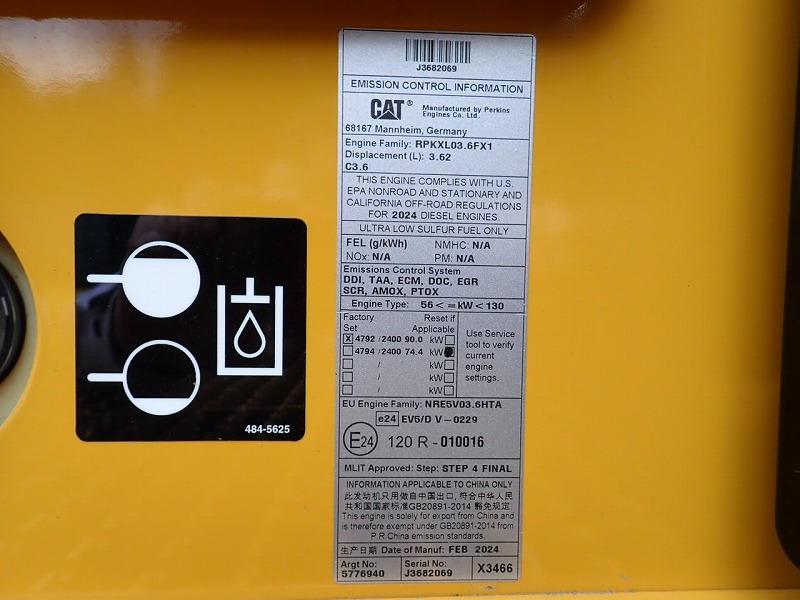 J3682069
EMISSION CONTROL INFORMATION
CAT® Manufactured by Perkins
Engines Co. Ltd.
68167 Mannheim, Germany
Engine Family: RPKXL03.6FX1
Displacement (L): 3.62
C3.6
THIS ENGINE COMPLIES WITH U.S.
EPA NONROAD AND STATIONARY AND
CALIFORNIA OFF-ROAD REGULATIONS
FOR 2024 DIESEL ENGINES.
ULTRA LOW SULFUR FUEL ONLY
FEL (g/kWh) NMHC: N/A
NOx: N/A PM: N/A
Emissions Control System
DDI, TAA, ECM, DOC, EGR
SCR, AMOX, PTOX
Engine Type: 56 < = kW < 130
Factory Set Reset if Applicable
X 4792 / 2400 90.0 kW
4794 / 2400 74.4 kW
/ kW
/ kW
/ kW
Use Service
tool to verify
current
engine
settings.
EU Engine Family: NRE5V03.6HTA
e24 EV5/D V-0229
E24 120 R - 010016
MLIT Approved: Step: STEP 4 FINAL
INFORMATION APPLICABLE TO CHINA ONLY
此发动机只用做自中国出口, 符合中华人民
共和国国家标准GB20891-2014 豁免规定.
This engine is solely for export from China and
is therefore exempt under GB20891-2014 from
P.R.China emission standards.
生产日期 Date of Manuf: FEB 2024
Argt No:
5776940
Serial No:
J3682069
X3466
484-5625